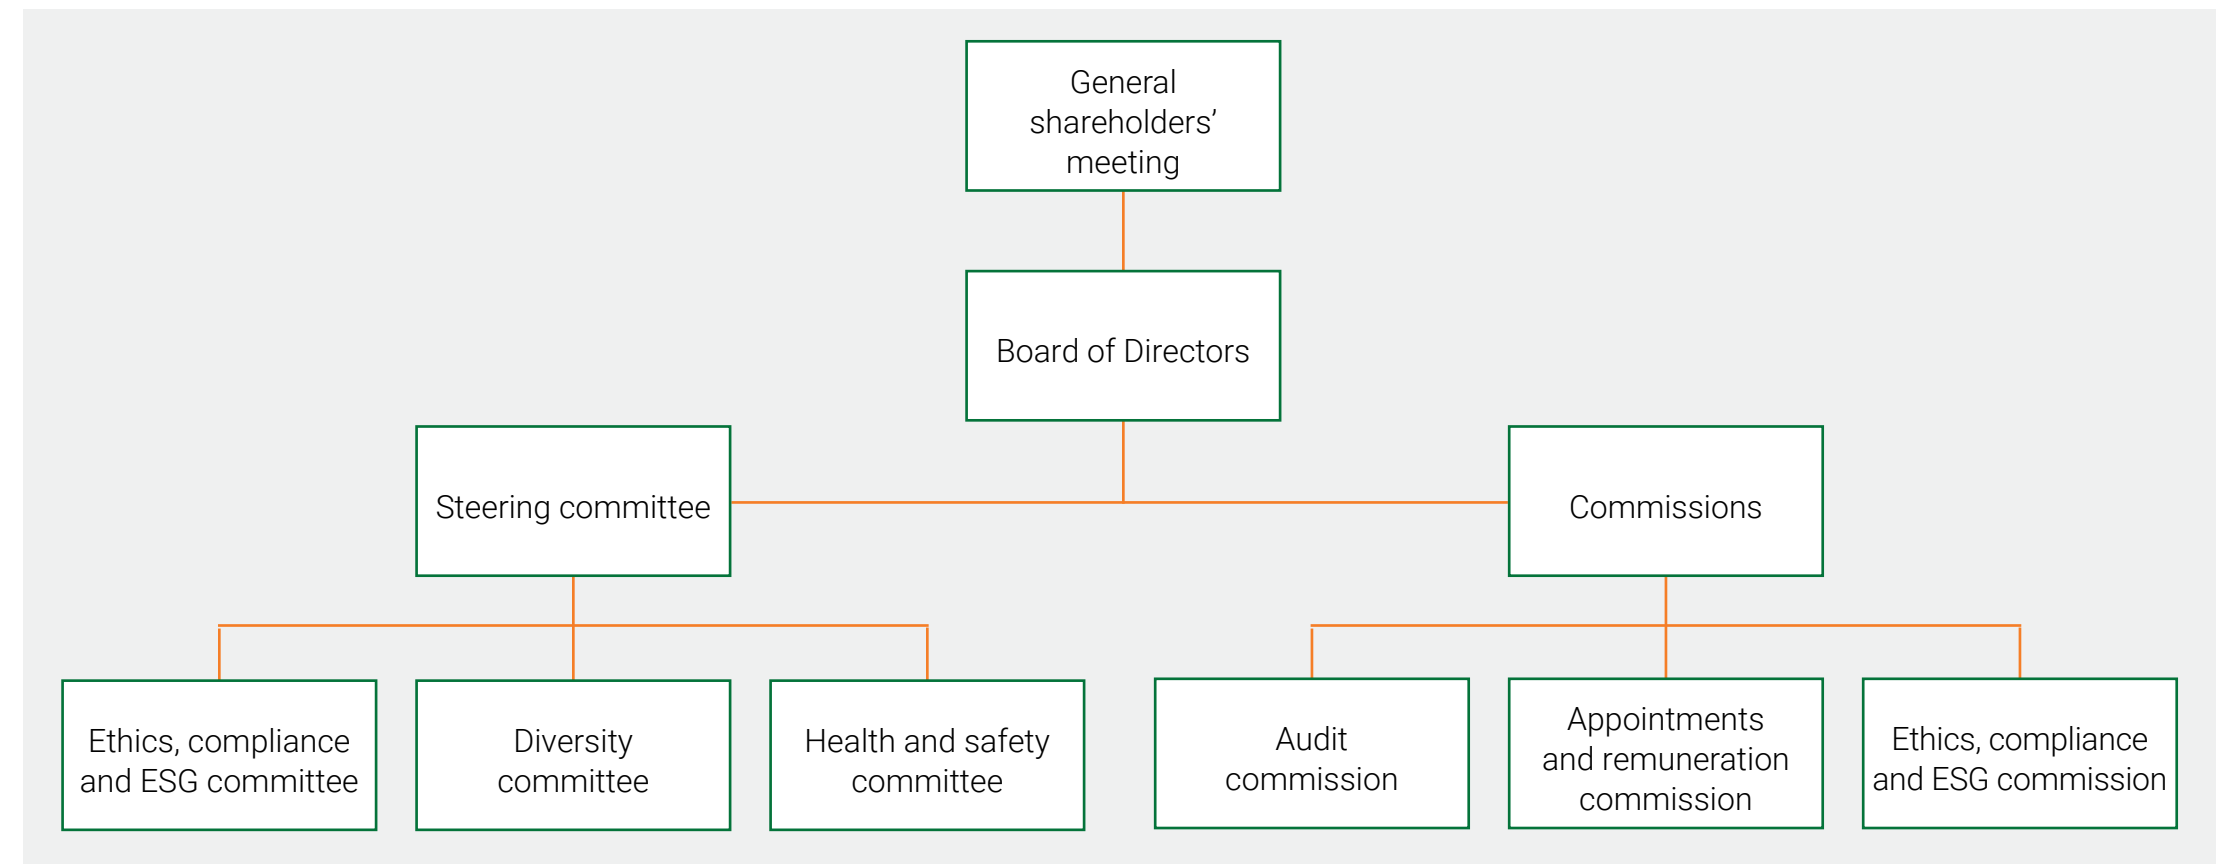 General
shareholders’
meeting
Board of Directors
Steering committee
Commissions
Ethics, compliance
and ESG committee
Diversity
committee
Health and safety
committee
Audit
commission
Appointments
and remuneration
commission
Ethics, compliance
and ESG commission